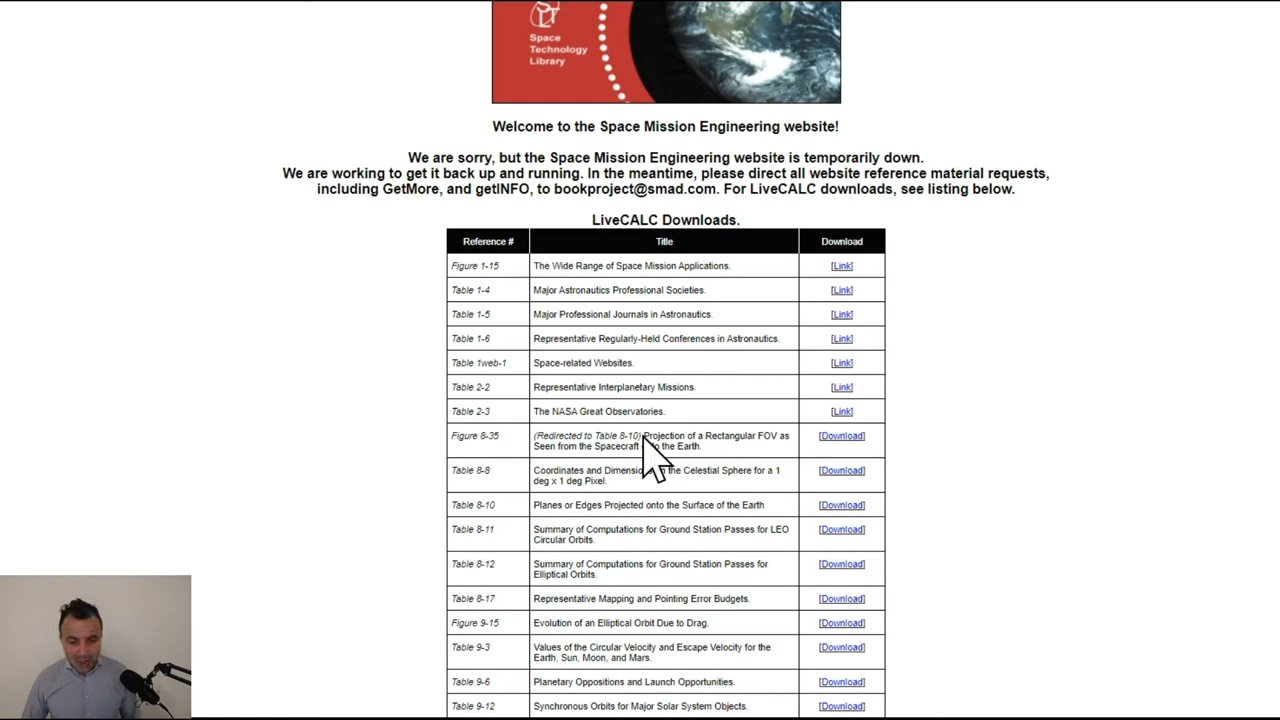 Space
Technology
Library
Welcome to the Space Mission Engineering website!
We are sorry, but the Space Mission Engineering website is temporarily down.
We are working to get it back up and running. In the meantime, please direct all website reference material requests,
including GetMore, and getINFO, to bookproject@smad.com. For LiveCALC downloads, see listing below.
LiveCALC Downloads.
Reference # Title Download
Figure 1-15 The Wide Range of Space Mission Applications. [Link]
Table 1-4 Major Astronautics Professional Societies. [Link]
Table 1-5 Major Professional Journals in Astronautics. [Link]
Table 1-6 Representative Regularly-Held Conferences in Astronautics. [Link]
Table 1web-1 Space-related Websites. [Link]
Table 2-2 Representative Interplanetary Missions. [Link]
Table 2-3 The NASA Great Observatories. [Link]
Figure 8-35 (Redirected to Table 8-10) Projection of a Rectangular FOV as [Download]
Seen from the Spacecraft the Earth.
Table 8-8 Coordinates and the Celestial Sphere for a 1 [Download]
deg x 1 deg Pixel.
Table 8-10 Planes or Edges Projected onto the Surface of the Earth [Download]
Table 8-11 Summary of Computations for Ground Station Passes for LEO [Download]
Circular Orbits.
Table 8-12 Summary of Computations for Ground Station Passes for [Download]
Elliptical Orbits.
Table 8-17 Representative Mapping and Pointing Error Budgets. [Download]
Figure 9-15 Evolution of an Elliptical Orbit Due to Drag. [Download]
Table 9-3 Values of the Circular Velocity and Escape Velocity for the [Download]
Earth, Sun, Moon, and Mars.
Table 9-6 Planetary Oppositions and Launch Opportunities. [Download]
Table 9-12 Synchronous Orbits for Major Solar System Objects. [Download]